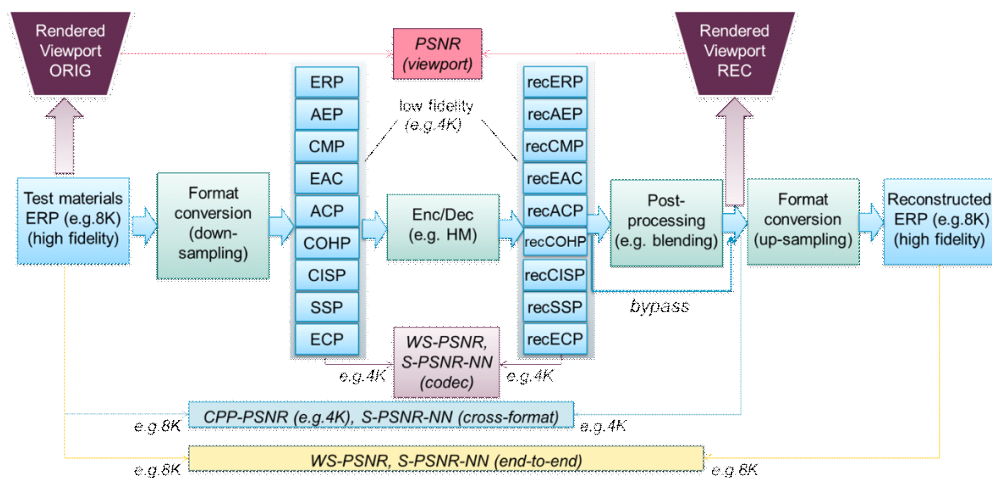 Rendered
Viewport
ORIG
PSNR
(viewport)
Rendered
Viewport
REC
ERP
AEP
CMP
EAC
ACP
COHP
CISP
SSP
ECP
low fidelity
(e.g.4K)
recERP
recAEP
recCMP
recEAC
recACP
recCOHP
recCISP
recSSP
recECP
Test materials
ERP (e.g.8K)
(high fidelity)
Format
conversion
(down-
sampling)
Enc/Dec
(e.g. HM)
Post-
processing
(e.g. blending)
Format
conversion
(up-sampling)
Reconstructed
ERP (e.g.8K)
(high fidelity)
bypass
WS-PSNR,
S-PSNR-NN
(codec)
e.g.4K
e.g.4K
CPP-PSNR (e.g.4K), S-PSNR-NN (cross-format)
e.g.8K
e.g.4K
WS-PSNR, S-PSNR-NN (end-to-end)
e.g.8K
e.g.8K